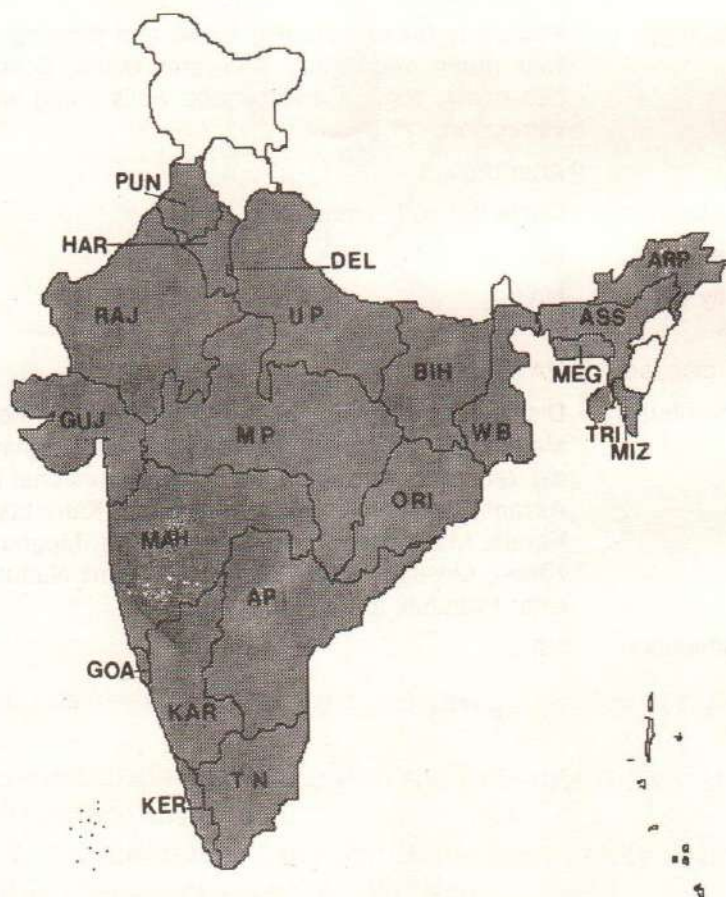 PUN
HAR
DEL
RAJ
UP
ARP
ASS
BIH
MEG
GUJ
MP
WB
TRI
MIZ
ORI
MAH
AP
GOA
KAR
TN
KER